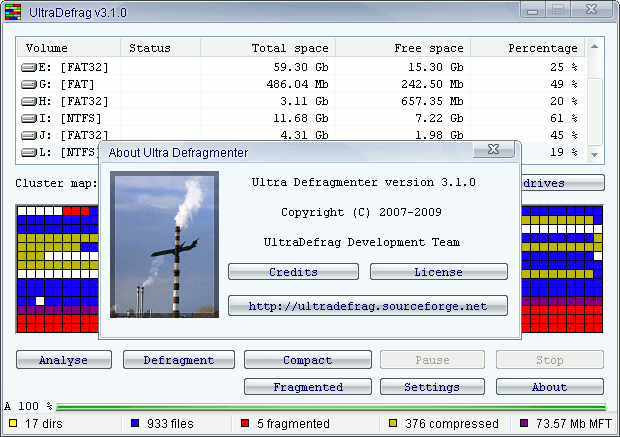 UltraDefrag v3.1.0
Volume Status Total space Free space Percentage
E: [FAT32] 59.30 Gb 15.30 Gb 25 %
G: [FAT] 486.04 Mb 242.50 Mb 49 %
H: [FAT32] 3.11 Gb 657.35 Mb 20 %
I: [NTFS] 11.68 Gb 7.22 Gb 61 %
J: [FAT32] 4.31 Gb 1.98 Gb 45 %
L: [NTFS] 19 %
About Ultra Defragmenter
Cluster map: drives
Ultra Defragmenter version 3.1.0
Copyright (C) 2007-2009
UltraDefrag Development Team
Credits License
http://ultradefrag.sourceforge.net
Analyse Defragment Compact Pause Stop
Fragmented Settings About
A 100 %
17 dirs 933 files 5 fragmented 376 compressed 73.57 Mb MFT